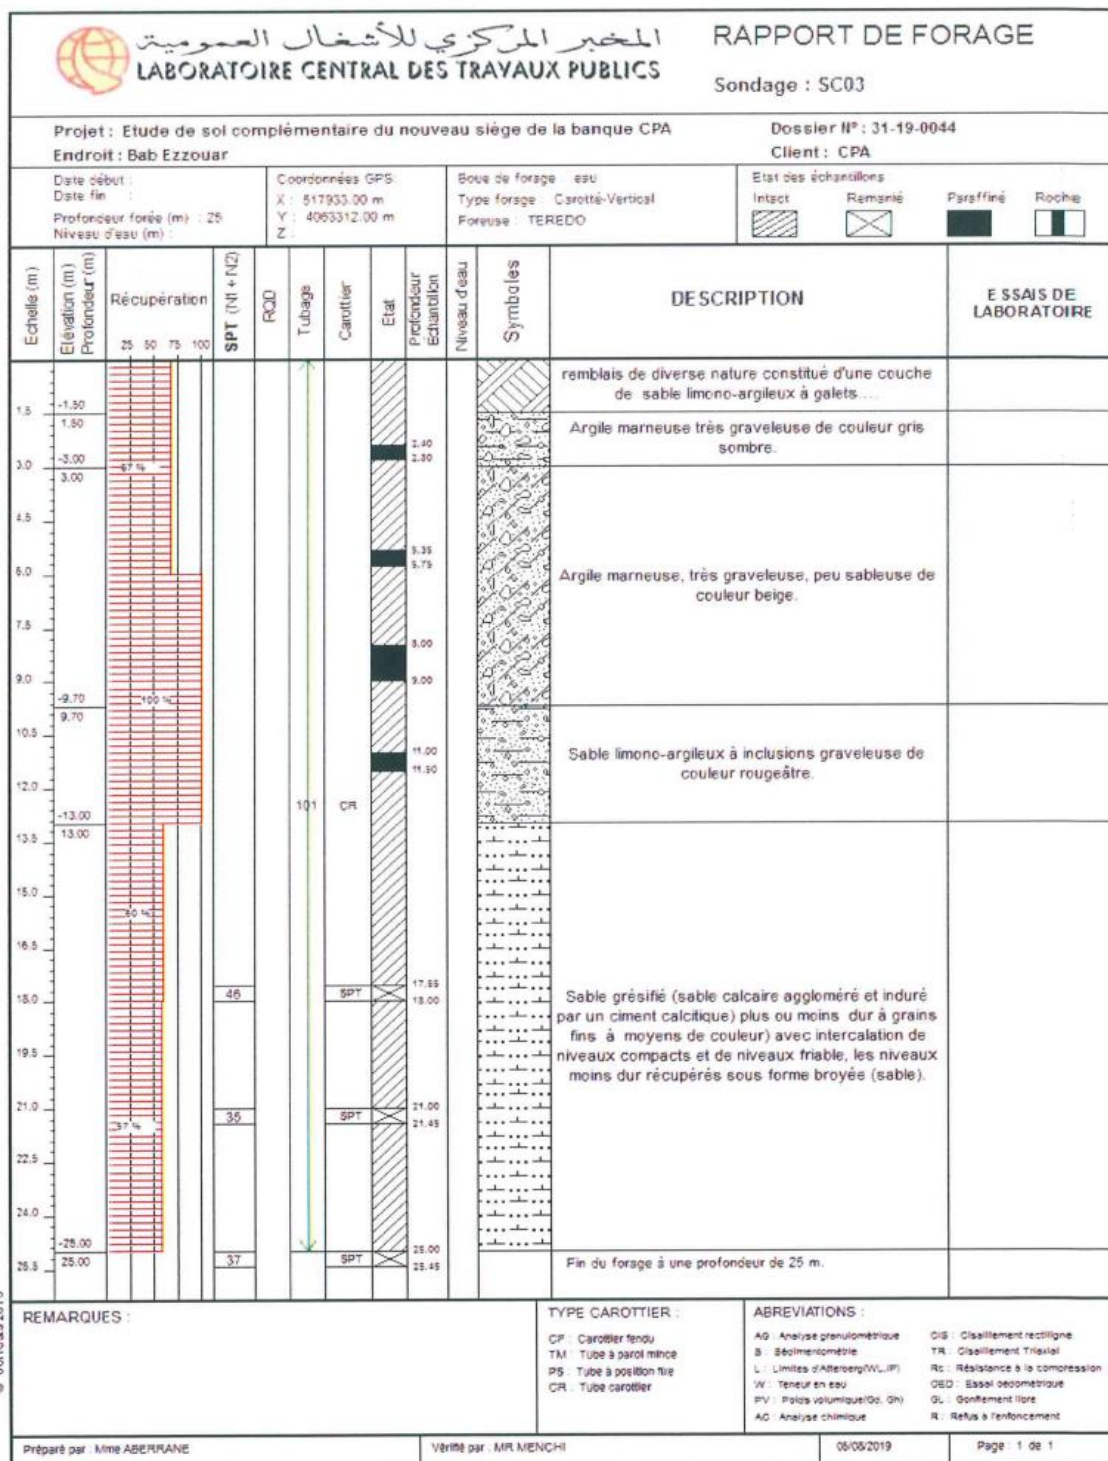 المخبر المركزي للأشغال العمومية
LABORATOIRE CENTRAL DES TRAVAUX PUBLICS
RAPPORT DE FORAGE
Sondage : SC03
Projet : Etude de sol complémentaire du nouveau siège de la banque CPA
Dossier N° : 31-19-0044
Endroit : Bab Ezzouar
Client : CPA
Date début :
Date fin :
Profondeur forée (m) : 25
Niveau d'eau (m) :
Coordonnées GPS:
X : 517933.00 m
Y : 4063312.00 m
Z :
Boue de forage : eau
Type forage : Carotté-Vertical
Foreuse : TEREDO
Etat des échantillons
Intact Remanié Paraffiné Roche
Echelle (m)
Elévation (m)
Profondeur (m)
Récupération
25 50 75 100
SPT (N1 + N2)
RQD
Tubage
Carottier
Etat
Profondeur
Echantillon
Niveau d'eau
Symboles
DESCRIPTION
ESSAIS DE
LABORATOIRE
remblais de diverse nature constitué d'une couche
de sable limono-argileux à galets....
-1.50
1.5
1.50
Argile marneuse très graveleuse de couleur gris
sombre.
2.40
2.80
-3.00
3.0
67 %
3.00
4.5
5.35
5.75
6.0
Argile marneuse, très graveleuse, peu sableuse de
couleur beige.
7.5
8.00
9.0
9.00
-9.70
100 %
9.70
10.5
11.00
11.50
Sable limono-argileux à inclusions graveleuse de
couleur rougeâtre.
12.0
101
CR
-13.00
13.00
13.5
15.0
60 %
16.5
17.55
46
SPT
18.0
18.00
Sable grésifié (sable calcaire aggloméré et induré
par un ciment calcitique) plus ou moins dur à grains
fins à moyens de couleur) avec intercalation de
niveaux compacts et de niveaux friable, les niveaux
moins dur récupérés sous forme broyée (sable).
19.5
21.0
21.00
35
SPT
21.45
57 %
22.5
24.0
-25.00
25.00
25.00
37
SPT
25.45
25.5
Fin du forage à une profondeur de 25 m.
REMARQUES :
TYPE CAROTTIER :
CF : Carottier fendu
TM : Tube à paroi mince
PS : Tube à position fixe
CR : Tube carottier
ABREVIATIONS :
AG : Analyse granulométrique
S : Sédimentométrie
L : Limites d'Atterberg(WL,IP)
W : Teneur en eau
PV : Poids volumique(Gd, Gh)
AC : Analyse chimique
CIS : Cisaillement rectiligne
TR : Cisaillement Triaxial
Rc : Résistance à la compression
OED : Essai oedométrique
GL : Gonflement libre
R : Refus à l'enfoncement
Préparé par : Mme ABERRANE
Vérifié par : MR MENCHI
05/08/2019
Page : 1 de 1